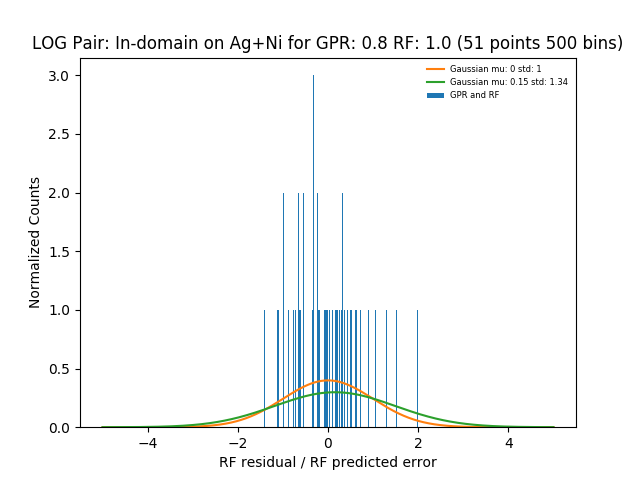 LOG Pair: In-domain on Ag+Ni for GPR: 0.8 RF: 1.0 (51 points 500 bins)
Gaussian mu: 0 std: 1
Gaussian mu: 0.15 std: 1.34
GPR and RF
3.0
2.5
2.0
1.5
1.0
0.5
0.0
Normalized Counts
−4
−2
0
2
4
RF residual / RF predicted error